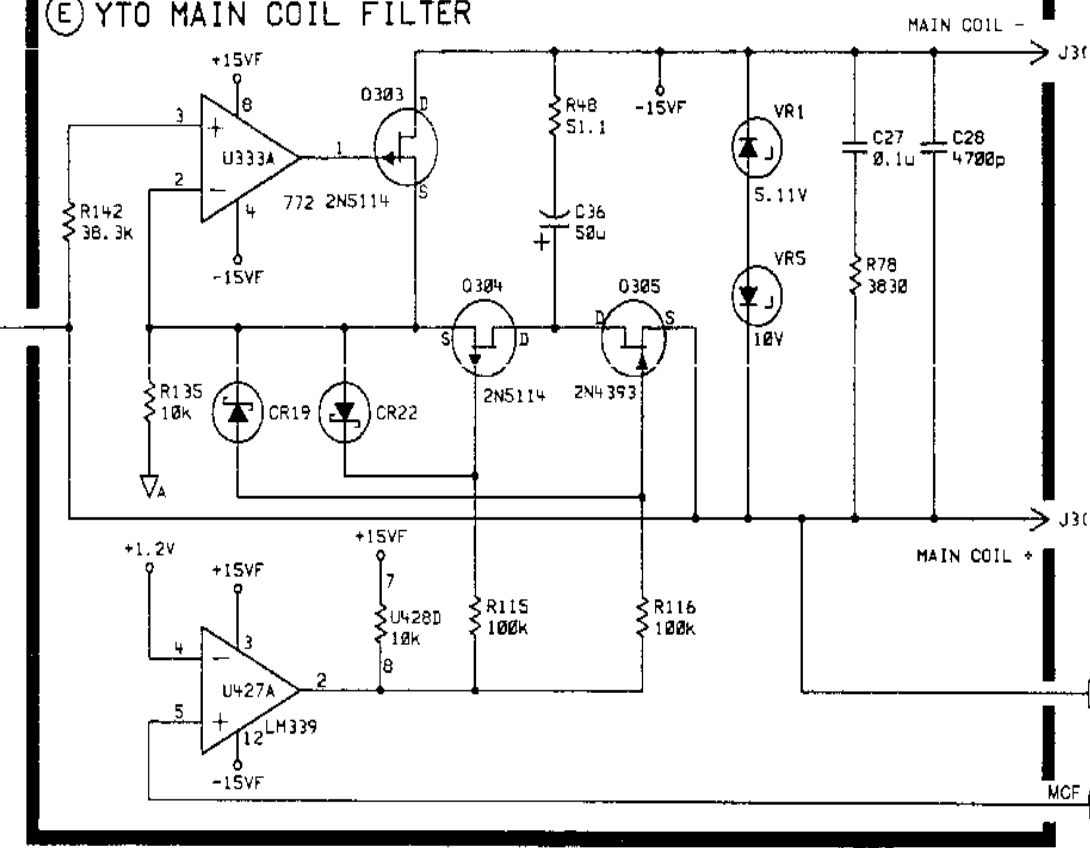 E YTO MAIN COIL FILTER
MAIN COIL -
J3(
+15VF
8
3
+
U333A
1
2
-
4
-15VF
772
Q303
D
S
2N5114
R142
38.3k
R48
51.1
-15VF
VR1
5.11V
C27
0.1u
C28
4700p
C36
50u
+
VR5
10V
R78
3830
Q304
S
D
2N5114
Q305
D
S
2N4393
R135
10k
A
CR19
CR22
J3(
MAIN COIL +
+1.2V
+15VF
3
4
-
U427A
2
5
+
LM339
12
-15VF
+15VF
7
U428D
10k
8
R115
100k
R116
100k
MCF